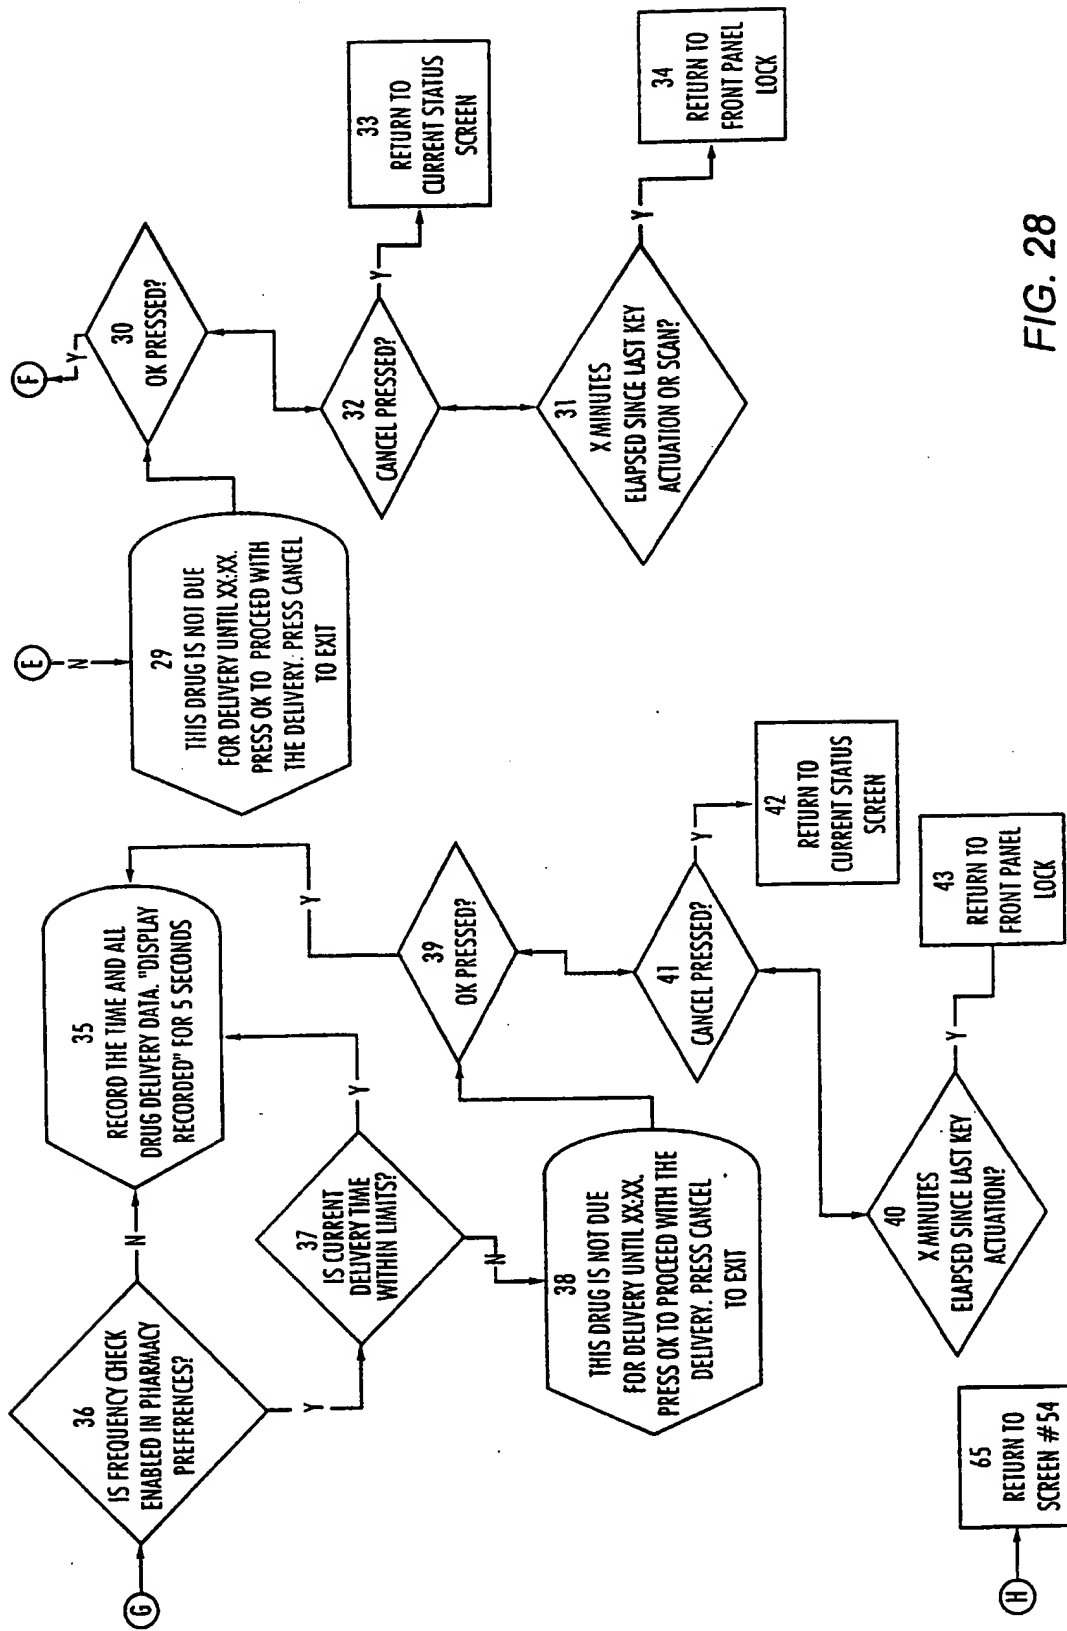 G
36
IS FREQUENCY CHECK
ENABLED IN PHARMACY
PREFERENCES?
N
Y
35
RECORD THE TIME AND ALL
DRUG DELIVERY DATA. "DISPLAY
RECORDED" FOR 5 SECONDS
37
IS CURRENT
DELIVERY TIME
WITHIN LIMITS?
Y
N
38
THIS DRUG IS NOT DUE
FOR DELIVERY UNTIL XX:XX.
PRESS OK TO PROCEED WITH THE
DELIVERY. PRESS CANCEL
TO EXIT
39
OK PRESSED?
Y
41
CANCEL PRESSED?
Y
42
RETURN TO
CURRENT STATUS
SCREEN
40
X MINUTES
ELAPSED SINCE LAST KEY
ACTUATION?
Y
43
RETURN TO
FRONT PANEL
LOCK
H
65
RETURN TO
SCREEN #54
E
N
29
THIS DRUG IS NOT DUE
FOR DELIVERY UNTIL XX:XX.
PRESS OK TO PROCEED WITH
THE DELIVERY. PRESS CANCEL
TO EXIT
F
Y
30
OK PRESSED?
32
CANCEL PRESSED?
Y
33
RETURN TO
CURRENT STATUS
SCREEN
31
X MINUTES
ELAPSED SINCE LAST KEY
ACTUATION OR SCAN?
Y
34
RETURN TO
FRONT PANEL
LOCK
FIG. 28